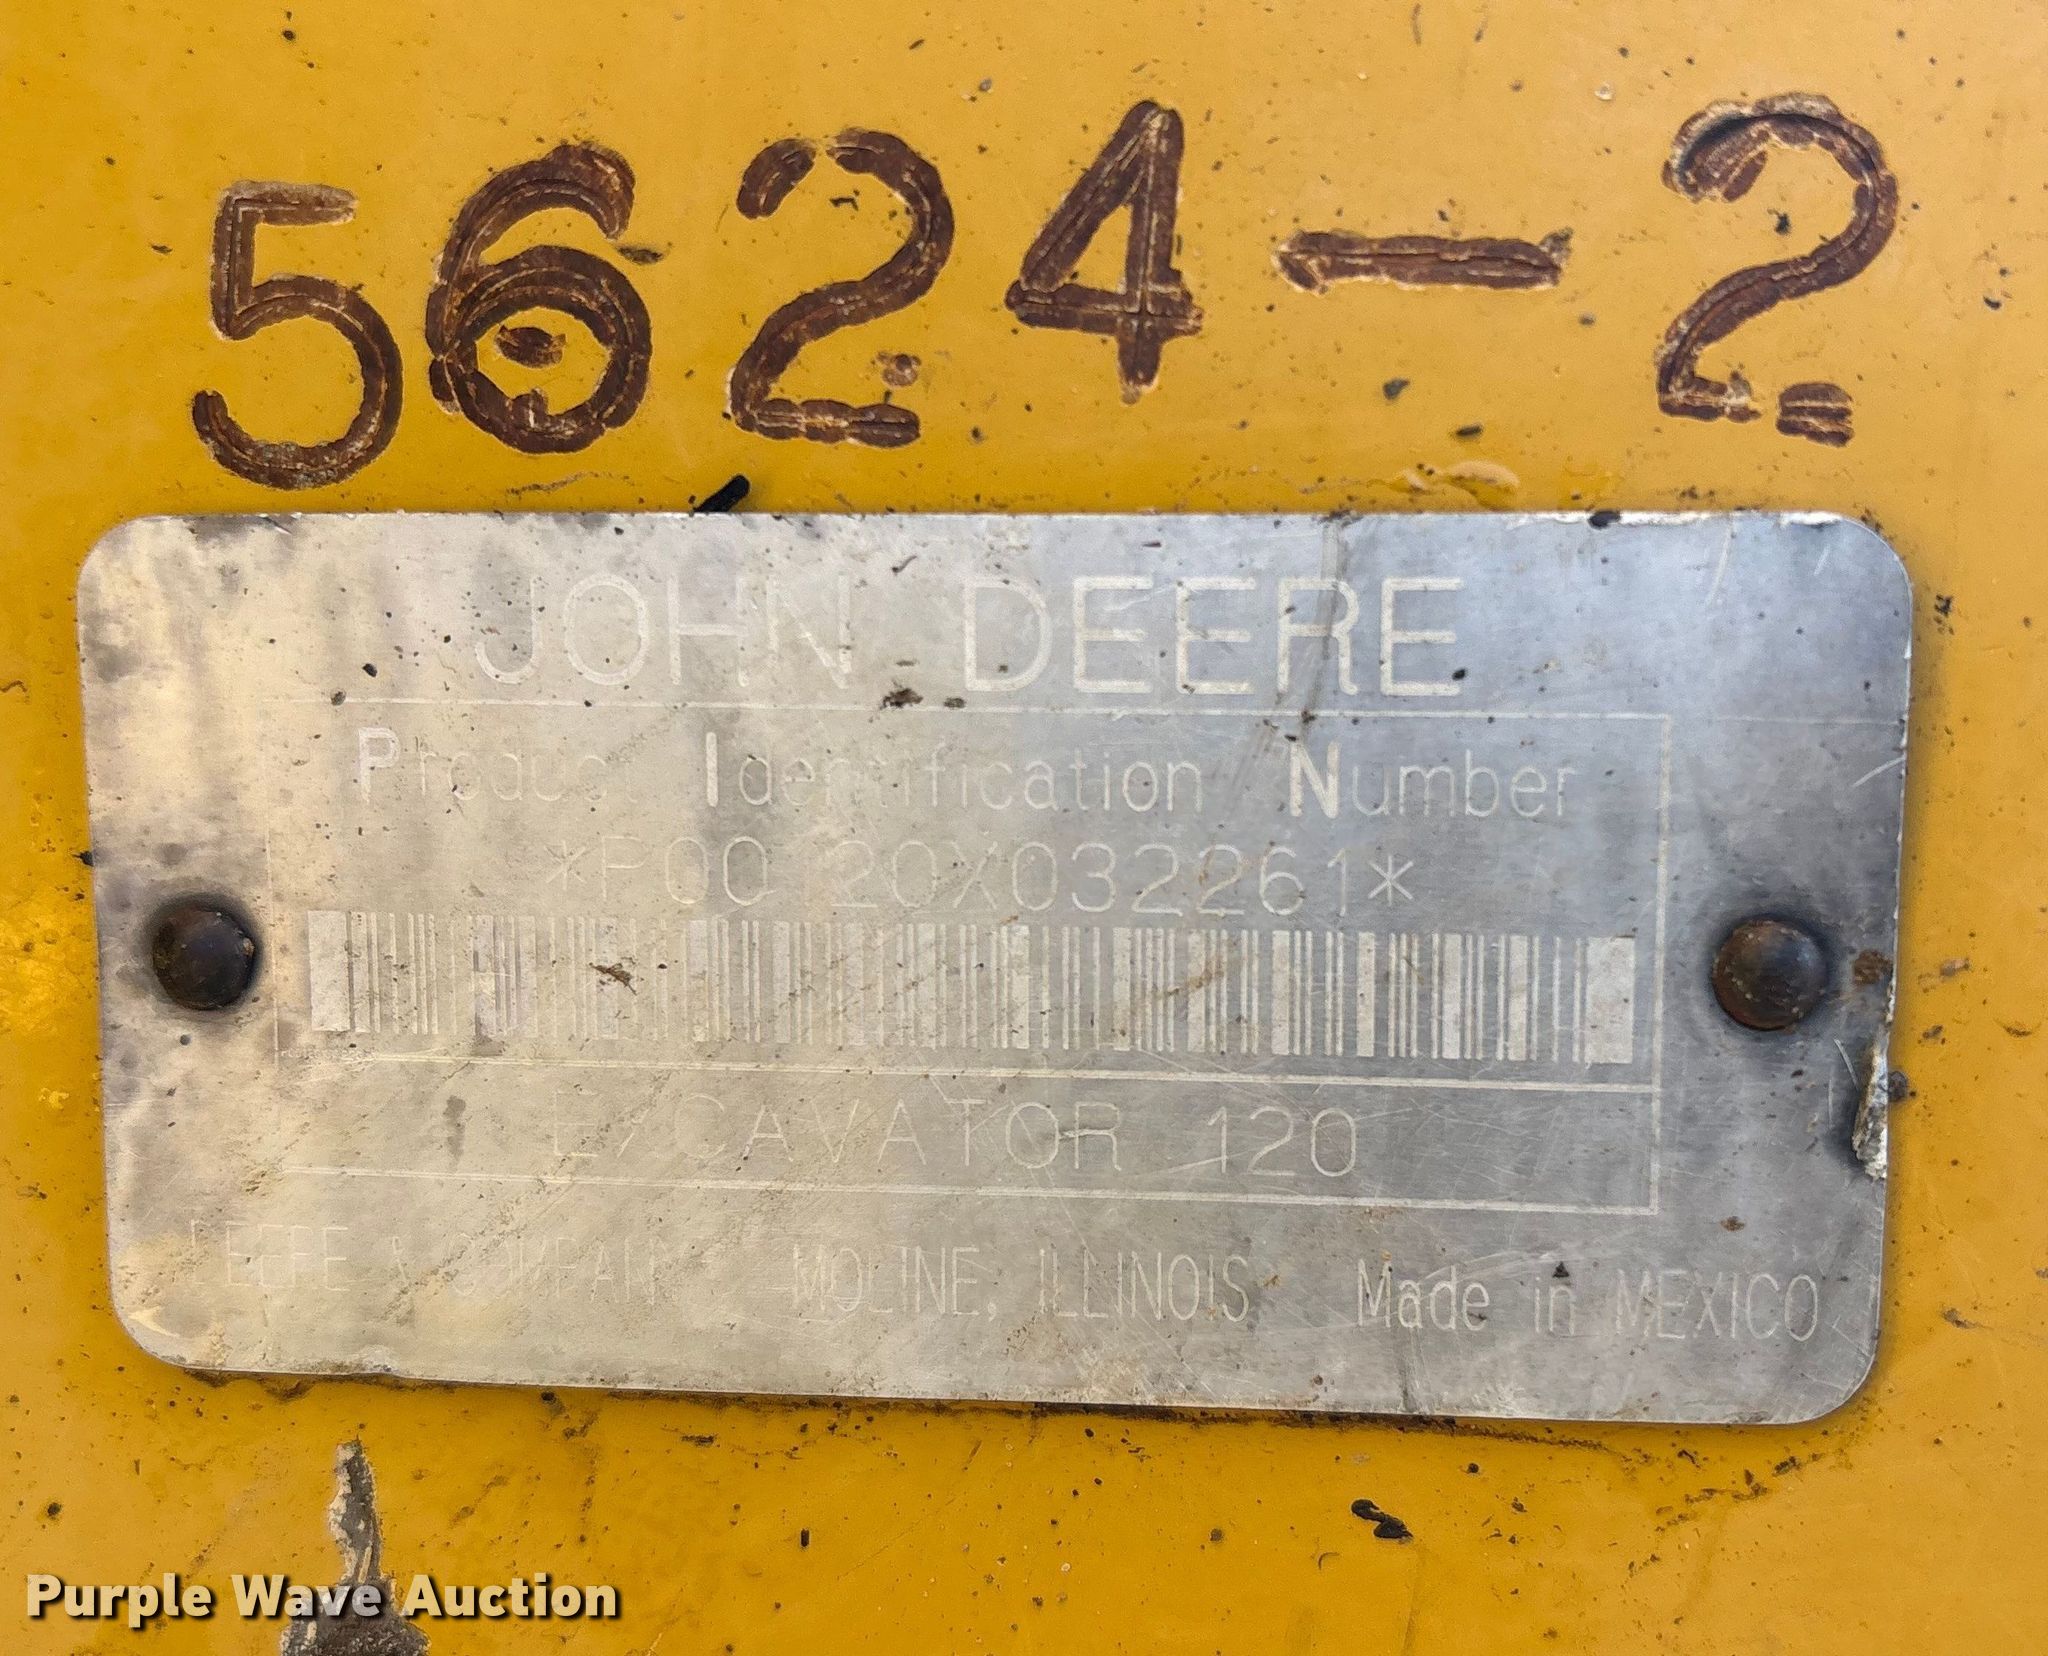 5624-2
JOHN DEERE
Product Identification Number
*P00120X032261*
EXCAVATOR 120
DEERE & COMPANY MOLINE, ILLINOIS Made in MEXICO
Purple Wave Auction